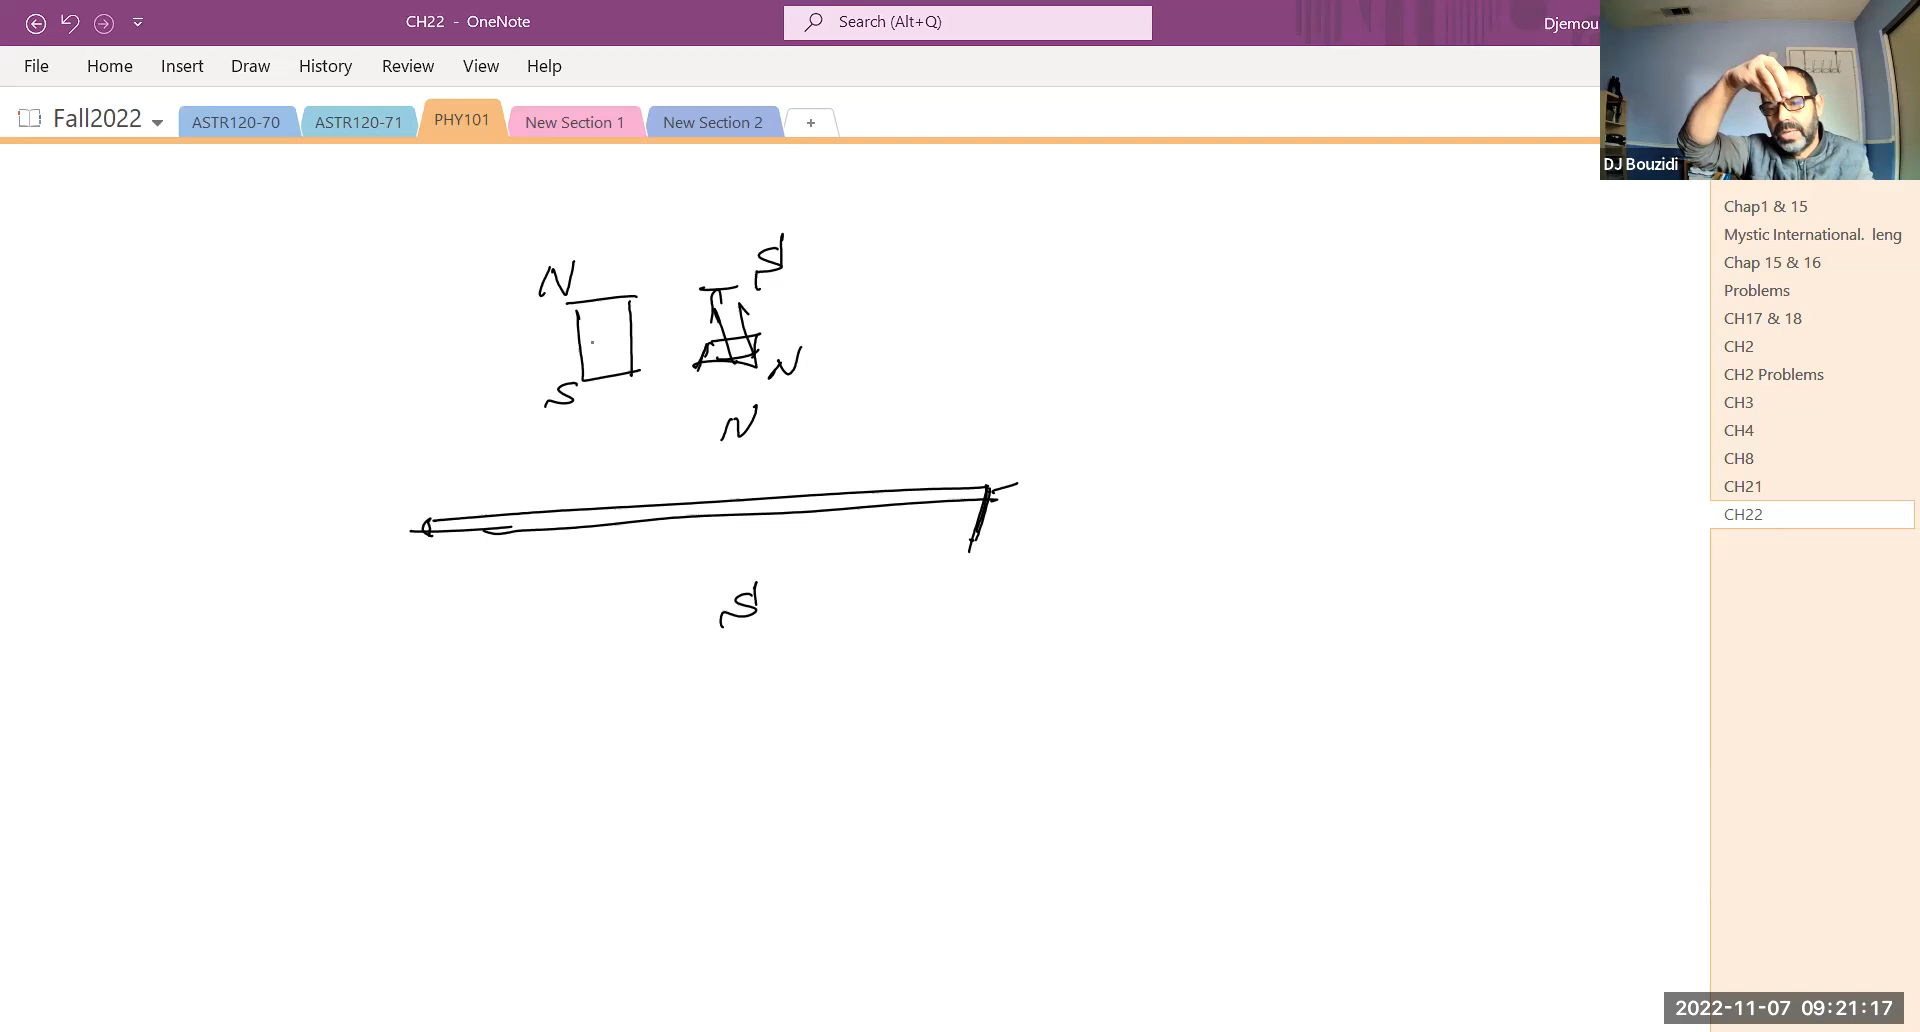 CH22 - OneNote
Search (Alt+Q)
Djemou
File Home Insert Draw History Review View Help
Fall2022
ASTR120-70
ASTR120-71
PHY101
New Section 1
New Section 2
+
DJ Bouzidi
Chap1 & 15
Mystic International. leng
Chap 15 & 16
Problems
CH17 & 18
CH2
CH2 Problems
CH3
CH4
CH8
CH21
CH22
N
S
S
N
N
S
2022-11-07 09:21:17